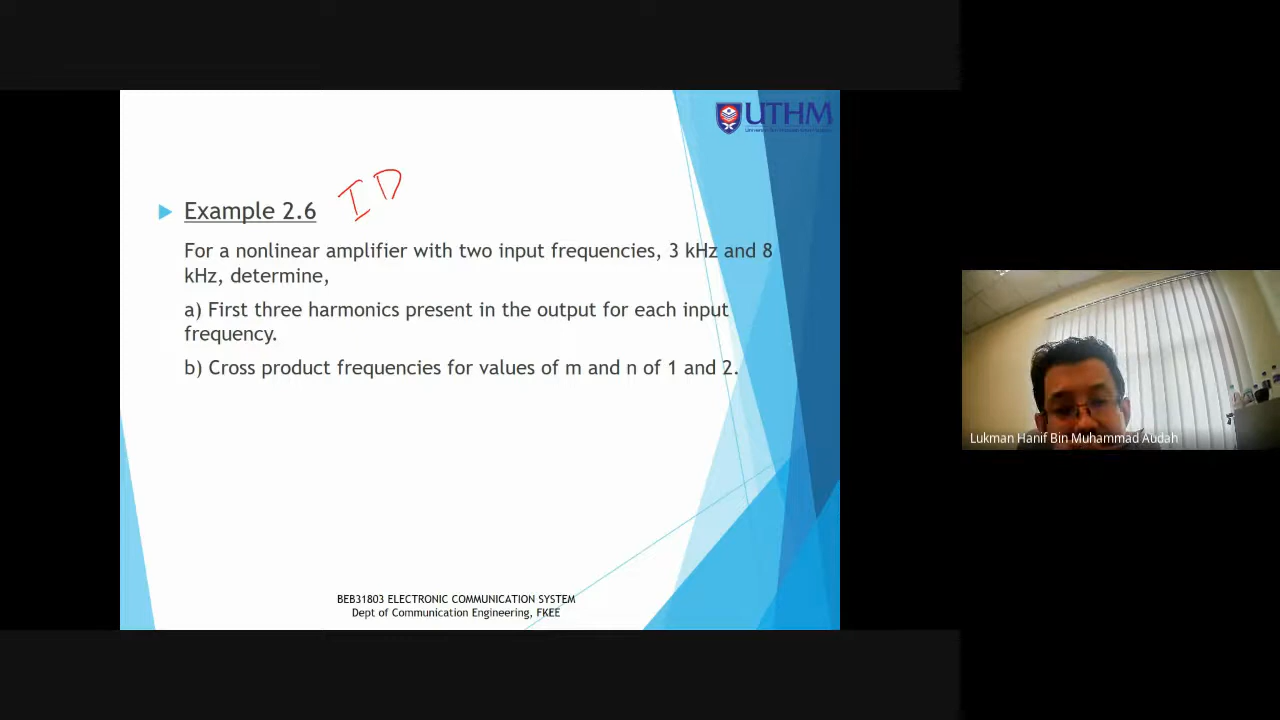 UTHM
I D
Example 2.6
For a nonlinear amplifier with two input frequencies, 3 kHz and 8
kHz, determine,
a) First three harmonics present in the output for each input
frequency.
b) Cross product frequencies for values of m and n of 1 and 2.
Lukman Hanif Bin Muhammad Audah
BEB31803 ELECTRONIC COMMUNICATION SYSTEM
Dept of Communication Engineering, FKEE